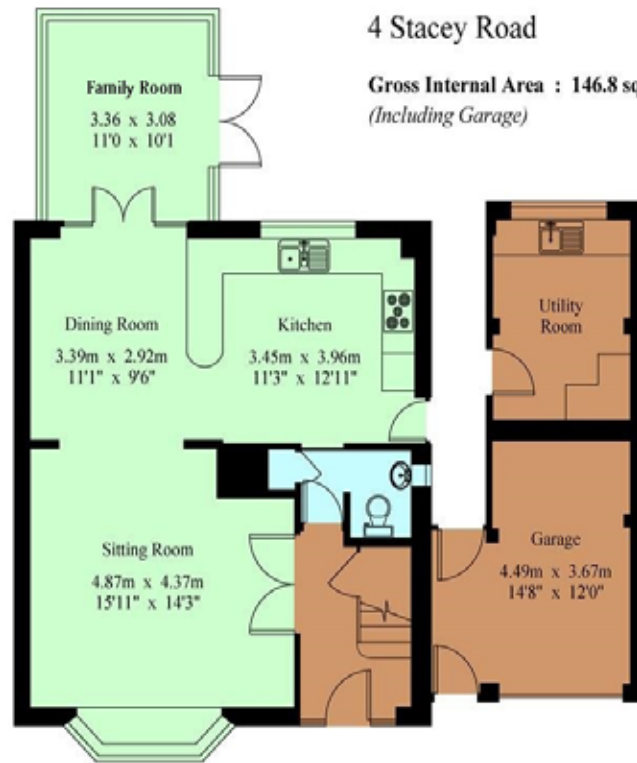 4 Stacey Road
Gross Internal Area : 146.8 sq
(Including Garage)
Family Room
3.36 x 3.08
11'0 x 10'1
Dining Room
3.39m x 2.92m
11'1" x 9'6"
Kitchen
3.45m x 3.96m
11'3" x 12'11"
Utility
Room
Sitting Room
4.87m x 4.37m
15'11" x 14'3"
Garage
4.49m x 3.67m
14'8" x 12'0"